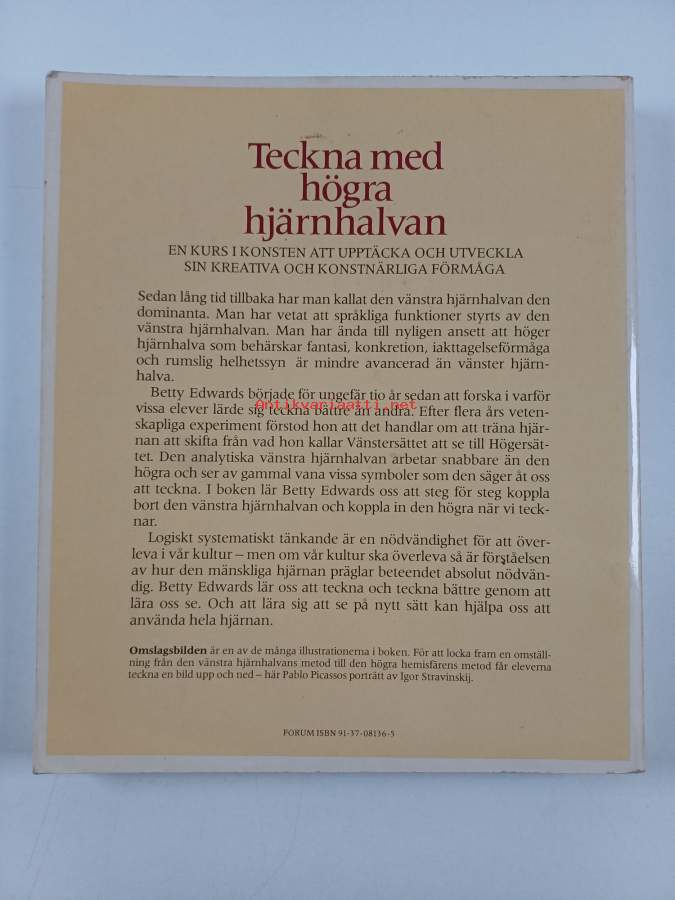 Teckna med
högra
hjärnhalvan
EN KURS I KONSTEN ATT UPPTÄCKA OCH UTVECKLA
SIN KREATIVA OCH KONSTNÄRLIGA FÖRMÅGA
Sedan lång tid tillbaka har man kallat den vänstra hjärnhalvan den
dominanta. Man har vetat att språkliga funktioner styrts av den
vänstra hjärnhalvan. Man har ända till nyligen ansett att höger
hjärnhalva som behärskar fantasi, konkretion, iakttagelseförmåga
och rumslig helhetssyn är mindre avancerad än vänster hjärn-
halva.
Betty Edwards började för ungefär tio år sedan att forska i varför
vissa elever lärde sig teckna bättre än andra. Efter flera års veten-
Antikvariaatti.net
skapliga experiment förstod hon att det handlar om att träna hjär-
nan att skifta från vad hon kallar Vänstersättet att se till Högersät-
tet. Den analytiska vänstra hjärnhalvan arbetar snabbare än den
högra och ser av gammal vana vissa symboler som den säger åt oss
att teckna. I boken lär Betty Edwards oss att steg för steg koppla
bort den vänstra hjärnhalvan och koppla in den högra när vi teck-
nar.
Logiskt systematiskt tänkande är en nödvändighet för att över-
leva i vår kultur – men om vår kultur ska överleva så är förståelsen
av hur den mänskliga hjärnan präglar beteendet absolut nödvän-
dig. Betty Edwards lär oss att teckna och teckna bättre genom att
lära oss se. Och att lära sig att se på nytt sätt kan hjälpa oss att
använda hela hjärnan.
Omslagsbilden är en av de många illustrationerna i boken. För att locka fram en omställ-
ning från den vänstra hjärnhalvans metod till den högra hemisfärens metod får eleverna
teckna en bild upp och ned – här Pablo Picassos porträtt av Igor Stravinskij.
FORUM ISBN 91-37-08136-5